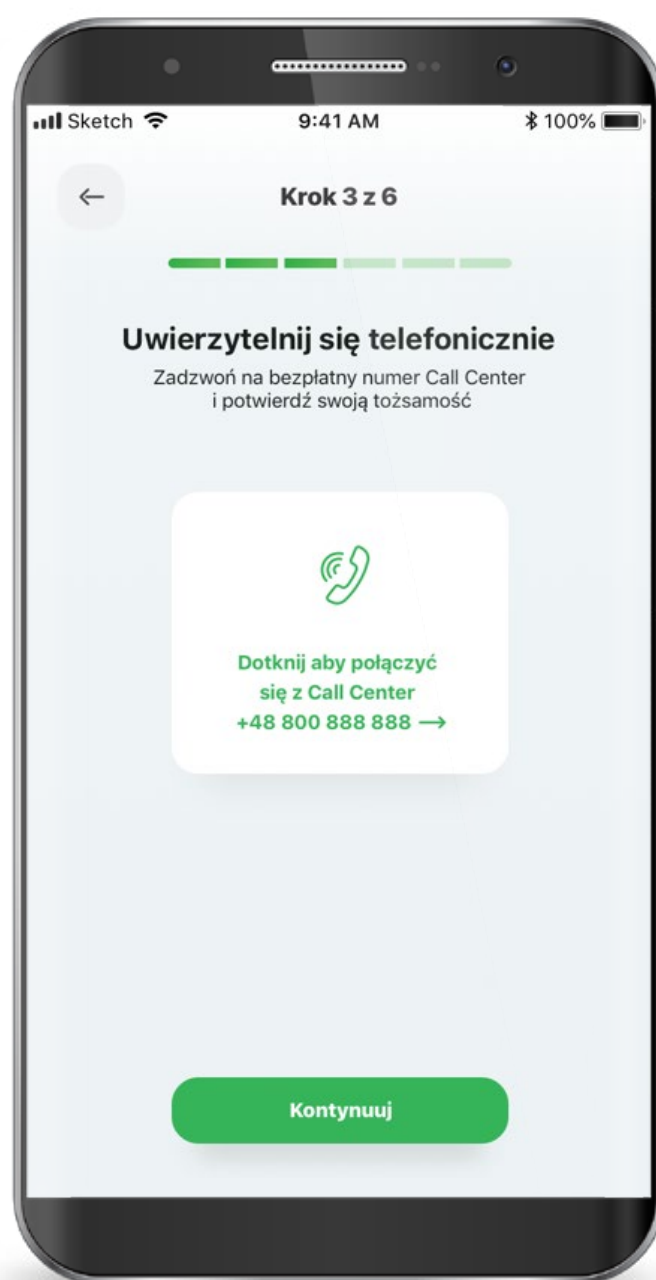 Sketch 9:41 AM 100%
Krok 3 z 6
Uwierzytelnij się telefonicznie
Zadzwoń na bezpłatny numer Call Center
i potwierdź swoją tożsamość
Dotknij aby połączyć
się z Call Center
+48 800 888 888 →
Kontynuuj